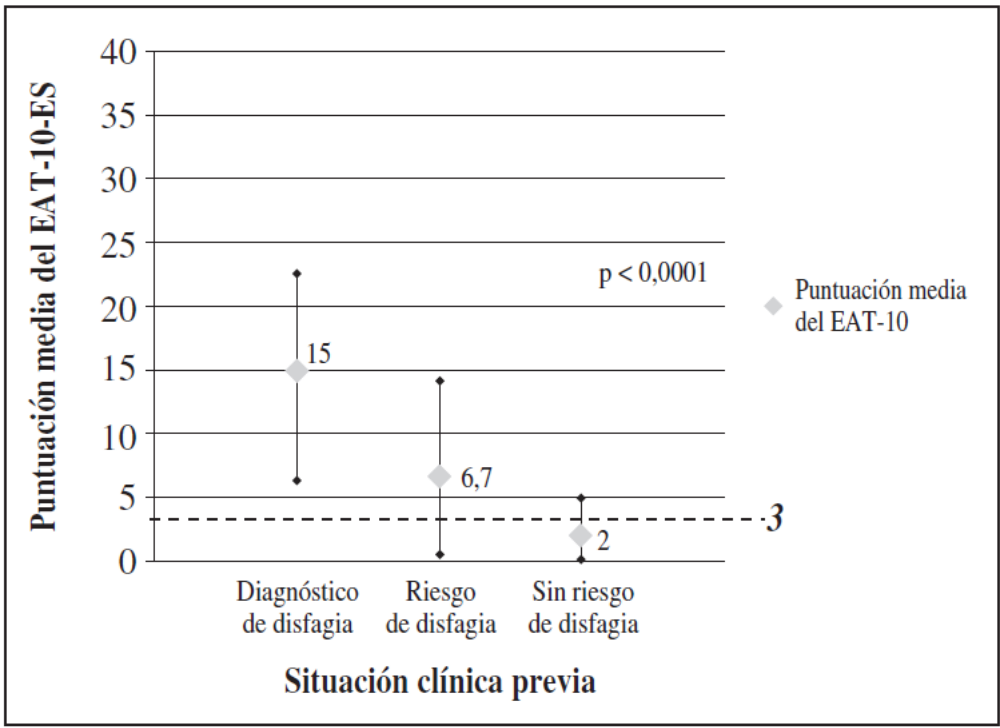 Puntuación media del EAT-10-ES
40
35
30
25
20
15
10
5
0
p < 0,0001
15
6,7
2
3
Puntuación media
del EAT-10
Diagnóstico
de disfagia
Riesgo
de disfagia
Sin riesgo
de disfagia
Situación clínica previa